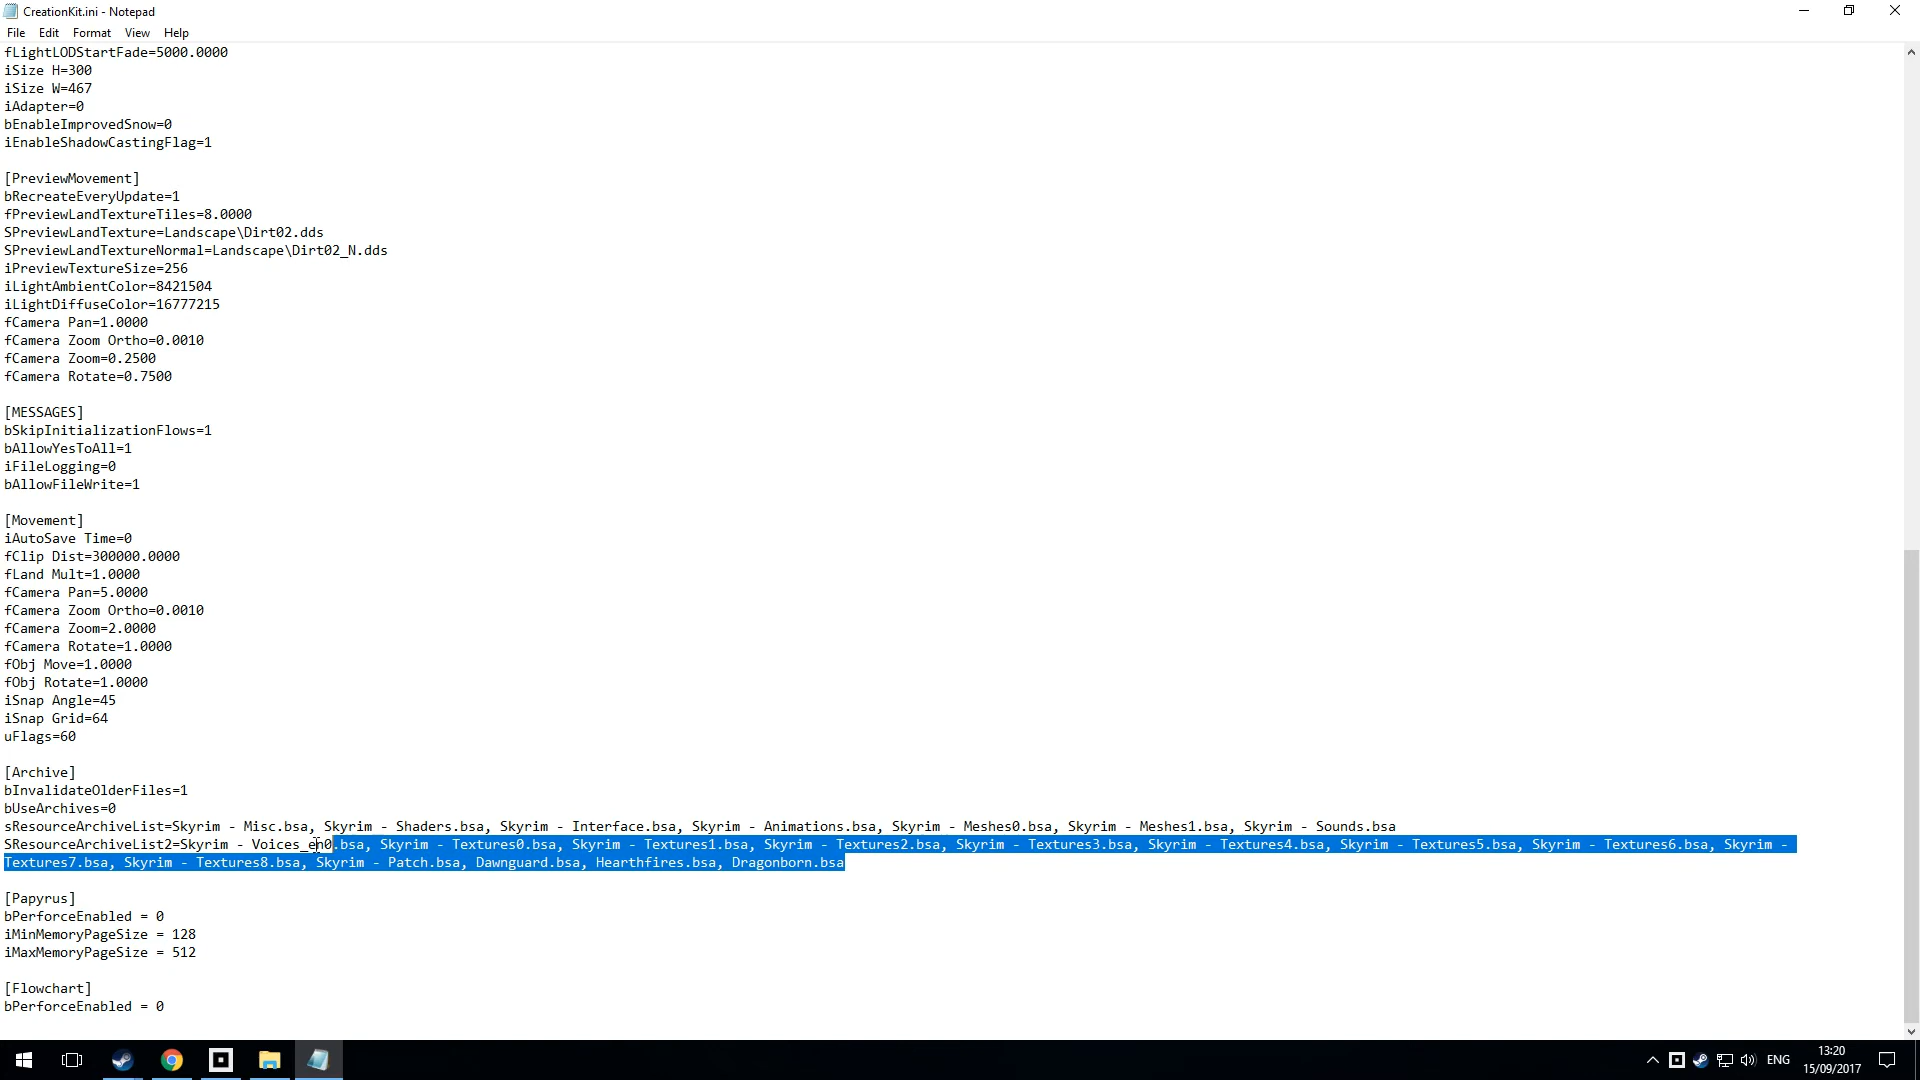 CreationKit.ini - Notepad
File Edit Format View Help
fLightLODStartFade=5000.0000
iSize H=300
iSize W=467
iAdapter=0
bEnableImprovedSnow=0
iEnableShadowCastingFlag=1
[PreviewMovement]
bRecreateEveryUpdate=1
fPreviewLandTextureTiles=8.0000
SPreviewLandTexture=Landscape\Dirt02.dds
SPreviewLandTextureNormal=Landscape\Dirt02_N.dds
iPreviewTextureSize=256
iLightAmbientColor=8421504
iLightDiffuseColor=16777215
fCamera Pan=1.0000
fCamera Zoom Ortho=0.0010
fCamera Zoom=0.2500
fCamera Rotate=0.7500
[MESSAGES]
bSkipInitializationFlows=1
bAllowYesToAll=1
iFileLogging=0
bAllowFileWrite=1
[Movement]
iAutoSave Time=0
fClip Dist=300000.0000
fLand Mult=1.0000
fCamera Pan=5.0000
fCamera Zoom Ortho=0.0010
fCamera Zoom=2.0000
fCamera Rotate=1.0000
fObj Move=1.0000
fObj Rotate=1.0000
iSnap Angle=45
iSnap Grid=64
uFlags=60
[Archive]
bInvalidateOlderFiles=1
bUseArchives=0
sResourceArchiveList=Skyrim - Misc.bsa, Skyrim - Shaders.bsa, Skyrim - Interface.bsa, Skyrim - Animations.bsa, Skyrim - Meshes0.bsa, Skyrim - Meshes1.bsa, Skyrim - Sounds.bsa
SResourceArchiveList2=Skyrim - Voices_en0.bsa, Skyrim - Textures0.bsa, Skyrim - Textures1.bsa, Skyrim - Textures2.bsa, Skyrim - Textures3.bsa, Skyrim - Textures4.bsa, Skyrim - Textures5.bsa, Skyrim - Textures6.bsa, Skyrim -
Textures7.bsa, Skyrim - Textures8.bsa, Skyrim - Patch.bsa, Dawnguard.bsa, Hearthfires.bsa, Dragonborn.bsa
[Papyrus]
bPerforceEnabled = 0
iMinMemoryPageSize = 128
iMaxMemoryPageSize = 512
[Flowchart]
bPerforceEnabled = 0
ENG
13:20
15/09/2017